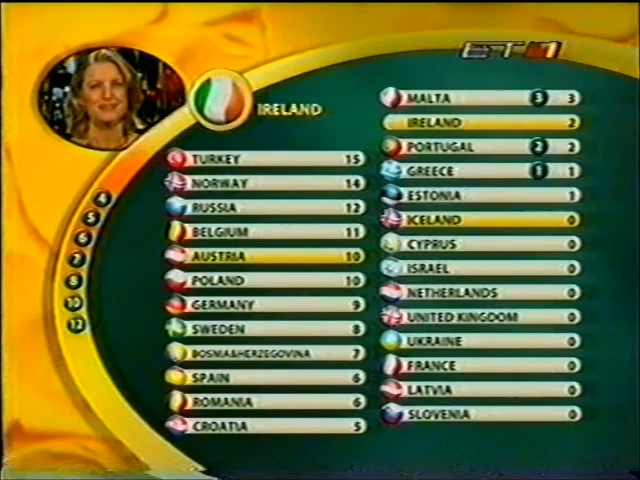 ET1
IRELAND
4
5
6
7
8
10
12
TURKEY 15
NORWAY 14
RUSSIA 12
BELGIUM 11
AUSTRIA 10
POLAND 10
GERMANY 9
SWEDEN 8
BOSNIA&HERZEGOVINA 7
SPAIN 6
ROMANIA 6
CROATIA 5
MALTA 3 3
IRELAND 2
PORTUGAL 2 2
GREECE 1 1
ESTONIA 1
ICELAND 0
CYPRUS 0
ISRAEL 0
NETHERLANDS 0
UNITED KINGDOM 0
UKRAINE 0
FRANCE 0
LATVIA 0
SLOVENIA 0